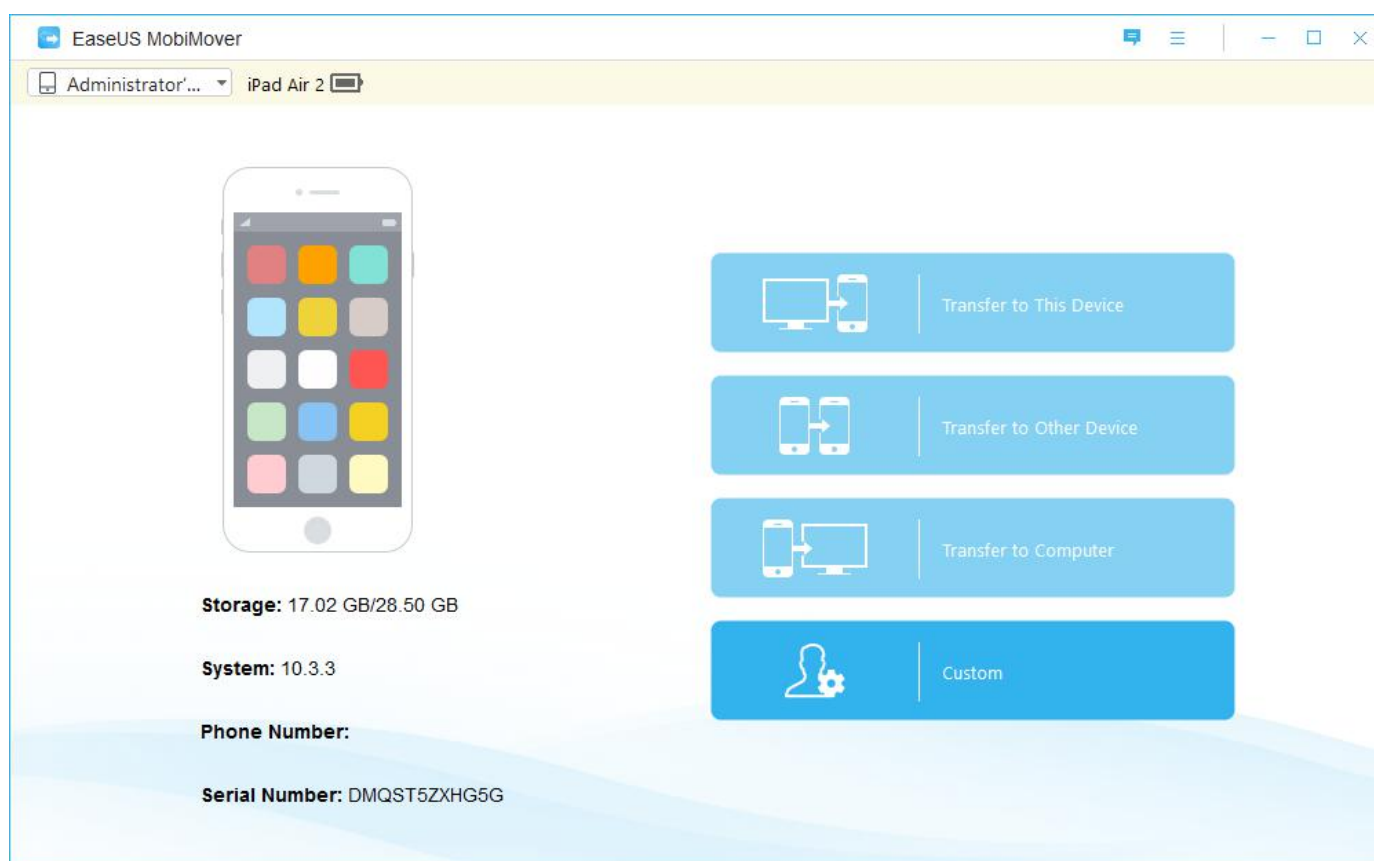 EaseUS MobiMover
Administrator'... iPad Air 2
Transfer to This Device
Transfer to Other Device
Transfer to Computer
Custom
Storage: 17.02 GB/28.50 GB
System: 10.3.3
Phone Number:
Serial Number: DMQST5ZXHG5G